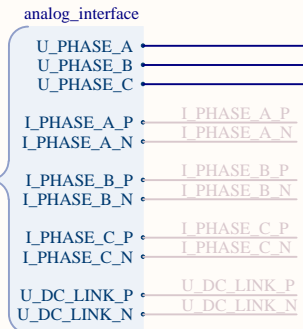 analog_interface
U_PHASE_A
U_PHASE_B
U_PHASE_C
I_PHASE_A_P I_PHASE_A_P
I_PHASE_A_N I_PHASE_A_N
I_PHASE_B_P I_PHASE_B_P
I_PHASE_B_N I_PHASE_B_N
I_PHASE_C_P I_PHASE_C_P
I_PHASE_C_N I_PHASE_C_N
U_DC_LINK_P U_DC_LINK_P
U_DC_LINK_N U_DC_LINK_N